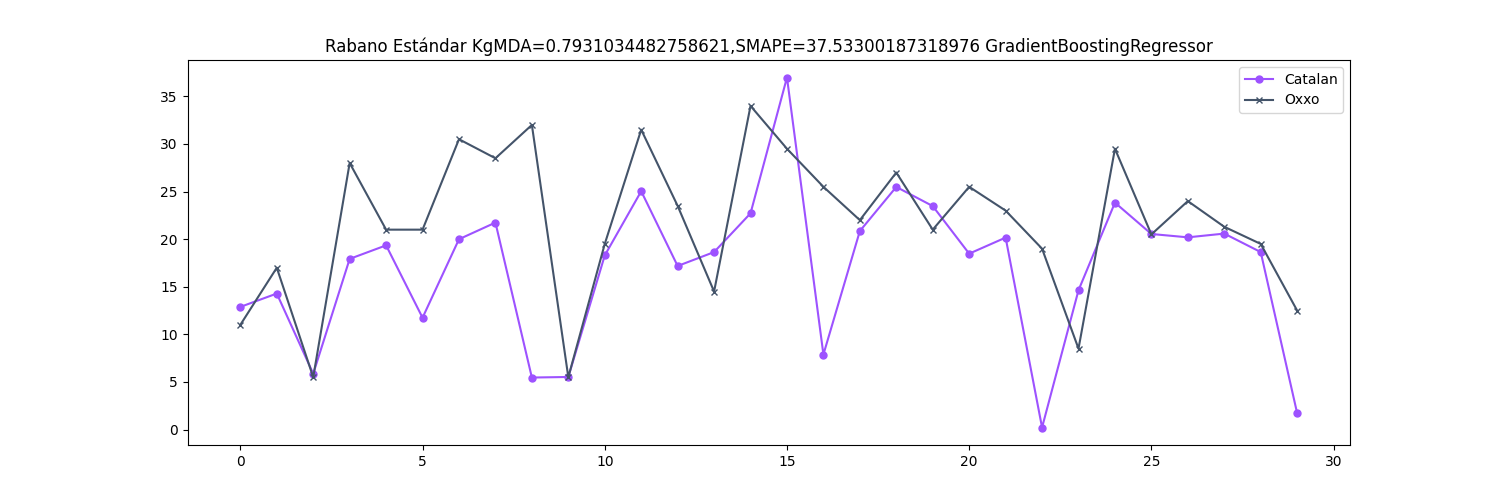 Rabano Estándar KgMDA=0.7931034482758621,SMAPE=37.53300187318976 GradientBoostingRegressor
Catalan
Oxxo
35
30
25
20
15
10
5
0
0 5 10 15 20 25 30